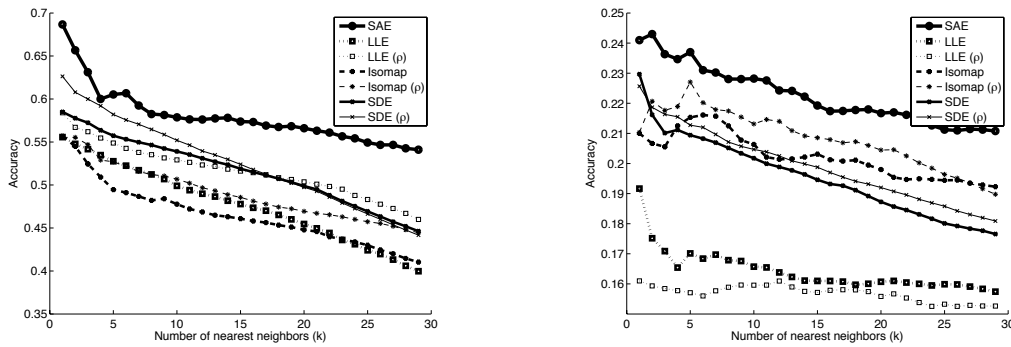 0.7
0.65
0.6
0.55
0.5
0.45
0.4
0.35
Accuracy
0
5
10
15
20
25
30
Number of nearest neighbors (k)
SAE
LLE
LLE (ρ)
Isomap
Isomap (ρ)
SDE
SDE (ρ)
0.25
0.24
0.23
0.22
0.21
0.2
0.19
0.18
0.17
0.16
Accuracy
0
5
10
15
20
25
30
Number of nearest neighbors (k)
SAE
LLE
LLE (ρ)
Isomap
Isomap (ρ)
SDE
SDE (ρ)